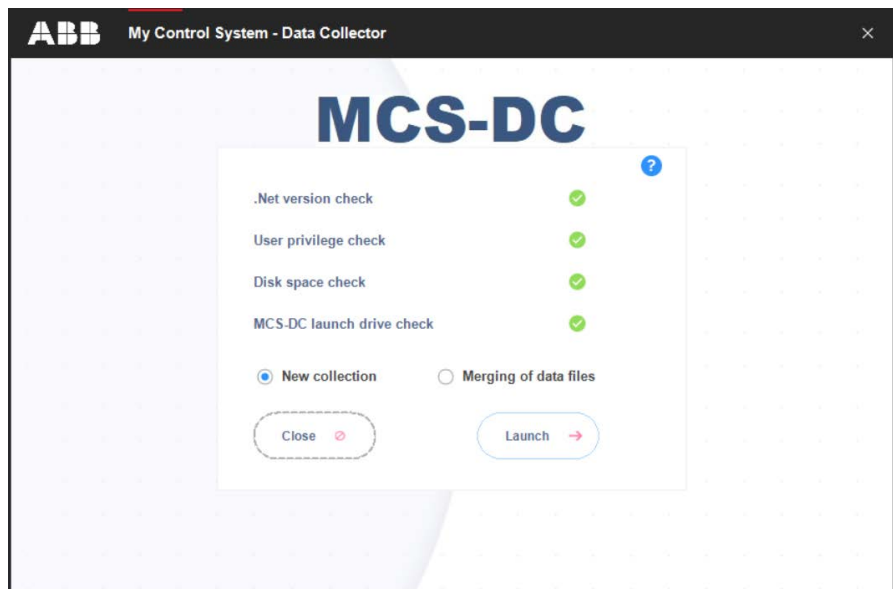 ABB My Control System - Data Collector
MCS-DC
?
.Net version check
User privilege check
Disk space check
MCS-DC launch drive check
New collection Merging of data files
Close Launch